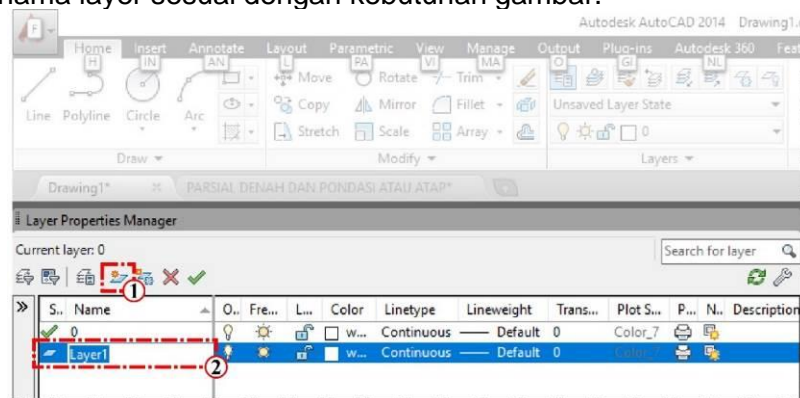 nama layer sesuai dengan kebutuhan gambar.
Autodesk AutoCAD 2014 Drawing1.
F
Home Insert Annotate Layout Parametric View Manage Output Plug-ins Autodesk 360 Feat
H IN AN L PA VI MA O GI NL
Move Rotate Trim
Line Polyline Circle Arc Copy Mirror Fillet Unsaved Layer State
Stretch Scale Array 0
Draw Modify Layers
Drawing1* PARSIAL DENAH DAN PONDASI ATAU ATAP*
Layer Properties Manager
Current layer: 0 Search for layer
1
S.. Name O.. Fre... L... Color Linetype Lineweight Trans... Plot S... P... N.. Description
0 w... Continuous Default 0 Color_7
Layer1 w... Continuous Default 0 Color_7
2